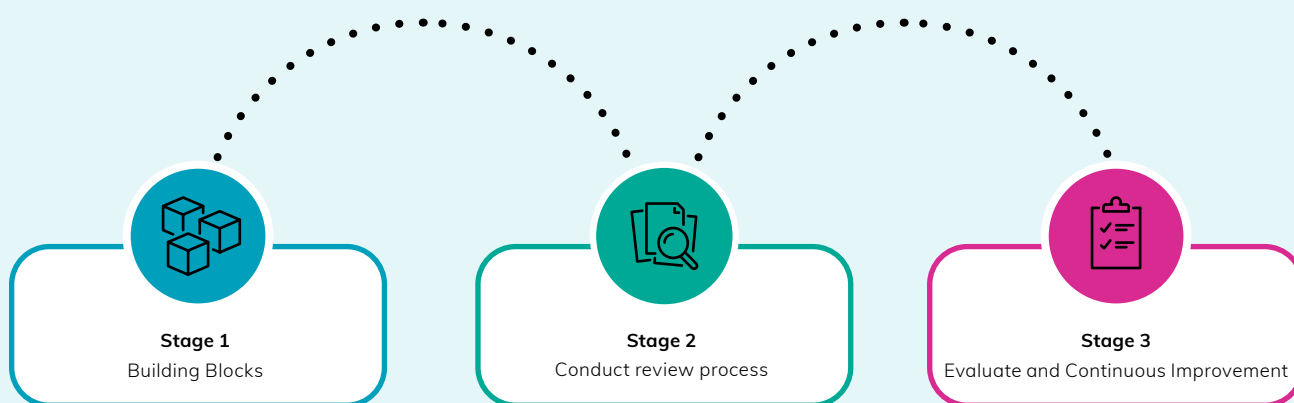 Stage 1
Building Blocks
Stage 2
Conduct review process
Stage 3
Evaluate and Continuous Improvement